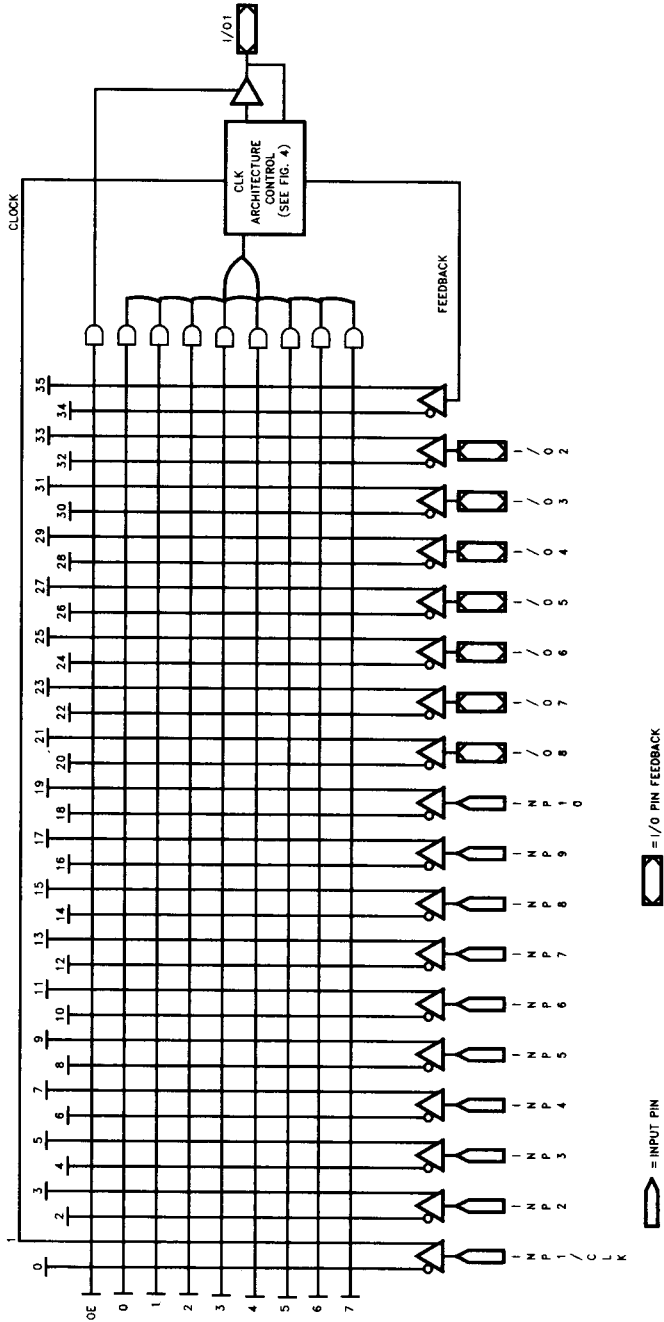 CLOCK
I/O1
CLK
ARCHITECTURE
CONTROL
(SEE FIG. 4)
FEEDBACK
0
1
2
3
4
5
6
7
8
9
10
11
12
13
14
15
16
17
18
19
20
21
22
23
24
25
26
27
28
29
30
31
32
33
34
35
OE
0
1
2
3
4
5
6
7
INP1/CLK
INP2
INP3
INP4
INP5
INP6
INP7
INP8
INP9
INP10
I/O8
I/O7
I/O6
I/O5
I/O4
I/O3
I/O2
= INPUT PIN
= I/O PIN FEEDBACK